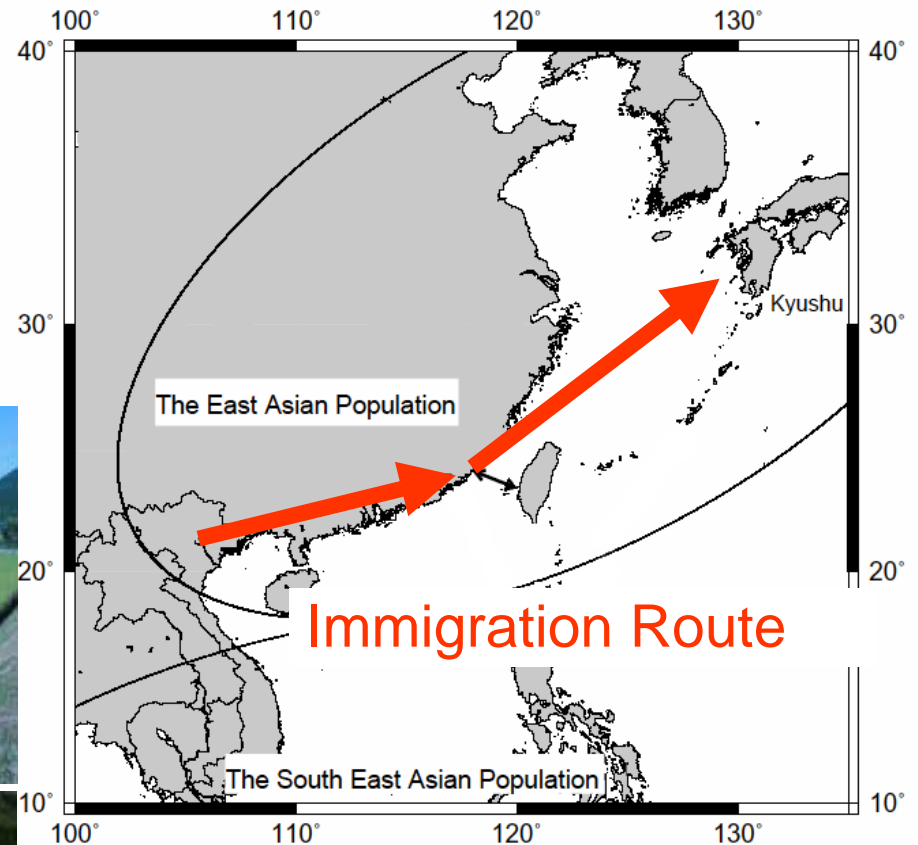 100° 110° 120° 130°
40° 40°
Kyushu
30° 30°
The East Asian Population
20° 20°
Immigration Route
The South East Asian Population
10° 10°
100° 110° 120° 130°